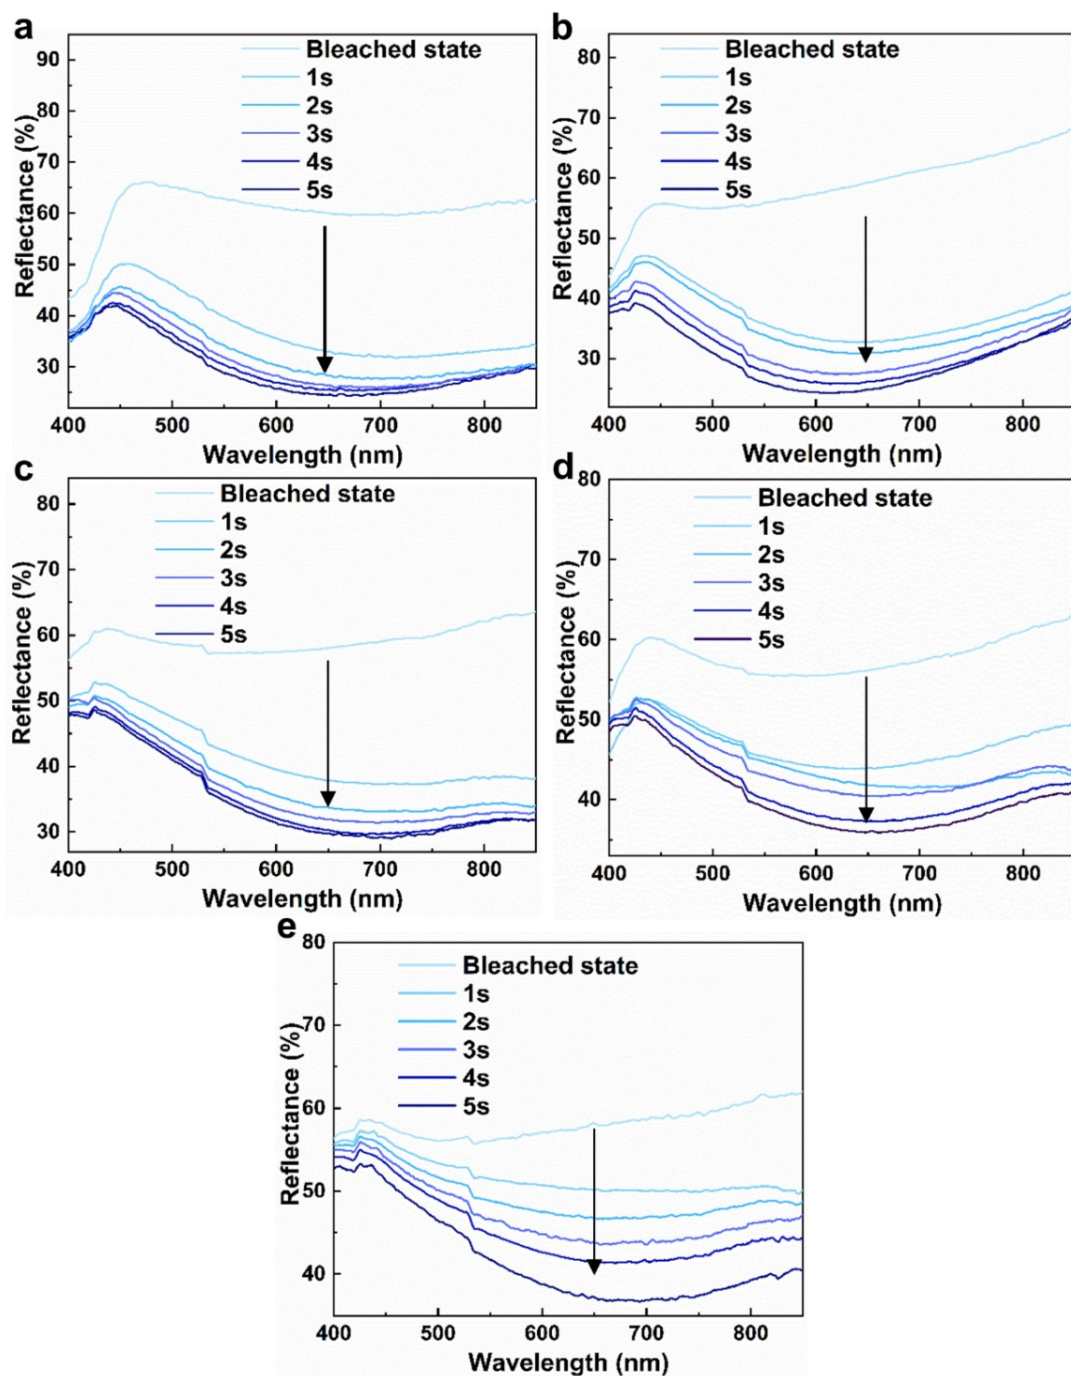 a
Bleached state
1s
2s
3s
4s
5s
Reflectance (%)
90
80
70
60
50
40
30
400 500 600 700 800
Wavelength (nm)
b
Bleached state
1s
2s
3s
4s
5s
Reflectance (%)
80
70
60
50
40
30
400 500 600 700 800
Wavelength (nm)
c
Bleached state
1s
2s
3s
4s
5s
Reflectance (%)
80
70
60
50
40
30
400 500 600 700 800
Wavelength (nm)
d
Bleached state
1s
2s
3s
4s
5s
Reflectance (%)
80
70
60
50
40
400 500 600 700 800
Wavelength (nm)
e
Bleached state
1s
2s
3s
4s
5s
Reflectance (%)
80
70
60
50
40
400 500 600 700 800
Wavelength (nm)